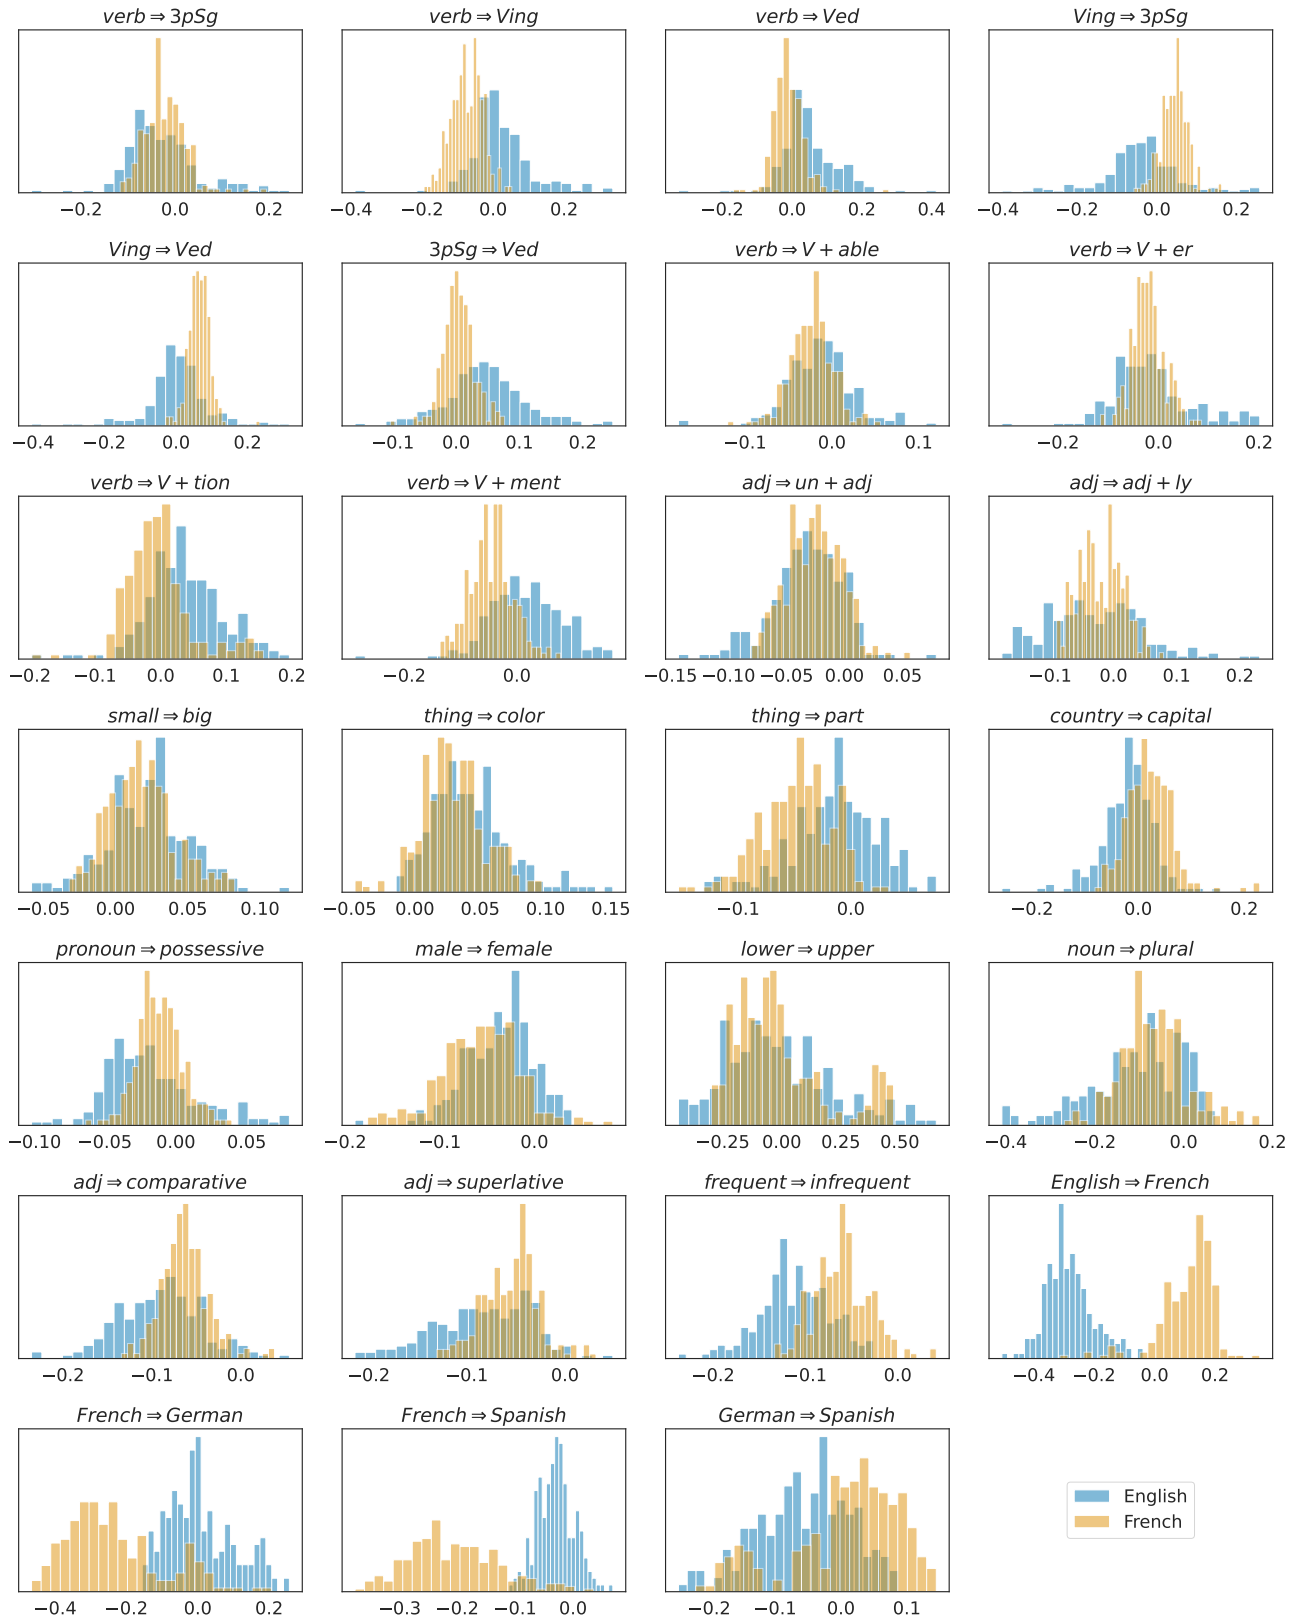 verb ⇒ 3pSg verb ⇒ Ving verb ⇒ Ved Ving ⇒ 3pSg
−0.2 0.0 0.2 −0.4 −0.2 0.0 0.2 −0.2 0.0 0.2 0.4 −0.4 −0.2 0.0 0.2
Ving ⇒ Ved 3pSg ⇒ Ved verb ⇒ V + able verb ⇒ V + er
−0.4 −0.2 0.0 0.2 −0.1 0.0 0.1 0.2 −0.1 0.0 0.1 −0.2 0.0 0.2
verb ⇒ V + tion verb ⇒ V + ment adj ⇒ un + adj adj ⇒ adj + ly
−0.2 −0.1 0.0 0.1 0.2 −0.2 0.0 −0.15 −0.10 −0.05 0.00 0.05 −0.1 0.0 0.1 0.2
small ⇒ big thing ⇒ color thing ⇒ part country ⇒ capital
−0.05 0.00 0.05 0.10 −0.05 0.00 0.05 0.10 0.15 −0.1 0.0 −0.2 0.0 0.2
pronoun ⇒ possessive male ⇒ female lower ⇒ upper noun ⇒ plural
−0.10 −0.05 0.00 0.05 −0.2 −0.1 0.0 −0.25 0.00 0.25 0.50 −0.4 −0.2 0.0 0.2
adj ⇒ comparative adj ⇒ superlative frequent ⇒ infrequent English ⇒ French
−0.2 −0.1 0.0 −0.2 −0.1 0.0 −0.2 −0.1 0.0 −0.4 −0.2 0.0 0.2
French ⇒ German French ⇒ Spanish German ⇒ Spanish
English
French
−0.4 −0.2 0.0 0.2 −0.3 −0.2 −0.1 0.0 −0.2 −0.1 0.0 0.1